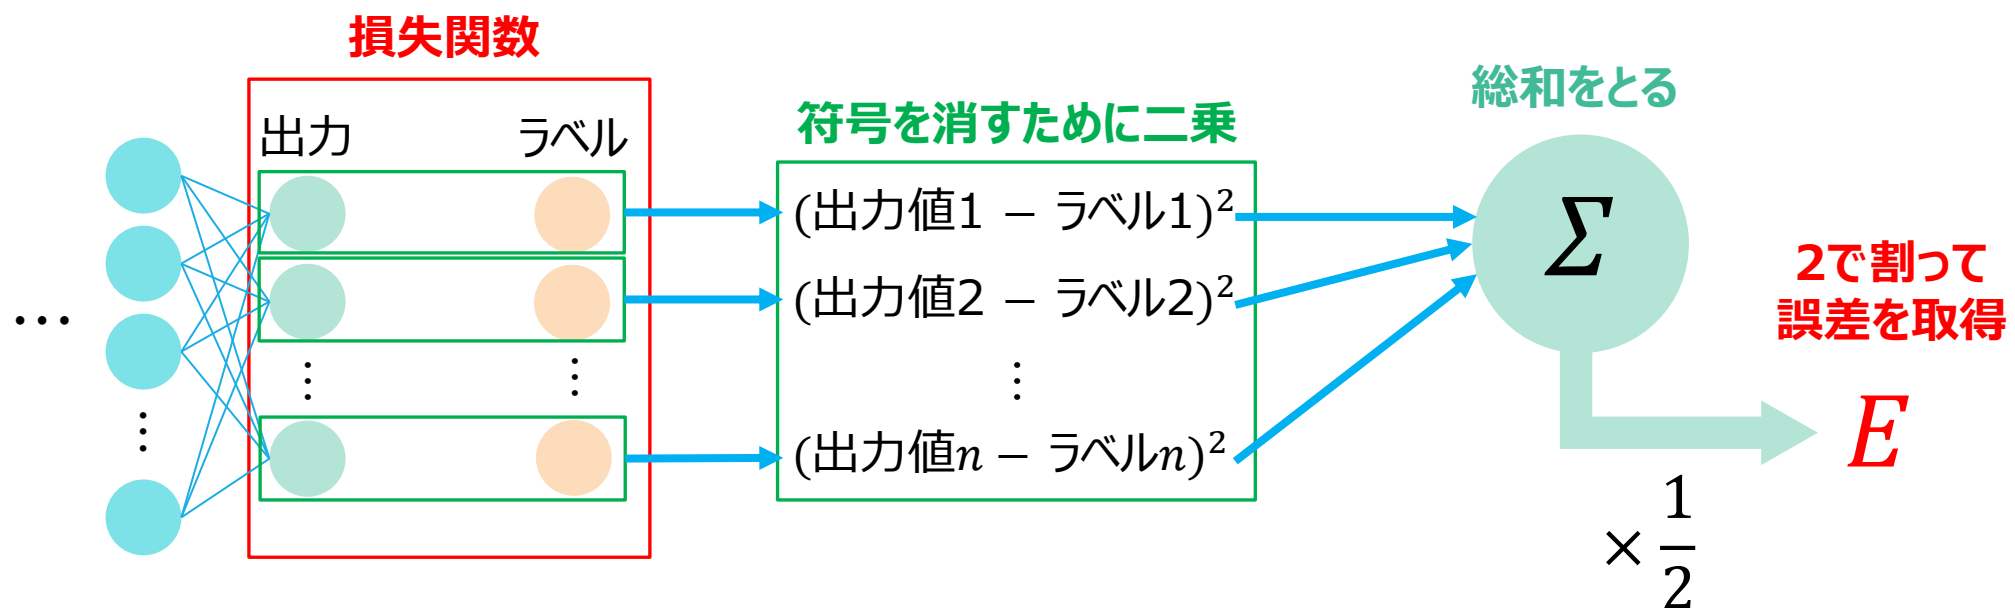 損失関数
出力 ラベル
符号を消すために二乗
(出力値1 − ラベル1)²
(出力値2 − ラベル2)²
⋮
(出力値n − ラベルn)²
総和をとる
Σ
× 1/2
2で割って
誤差を取得
E
…